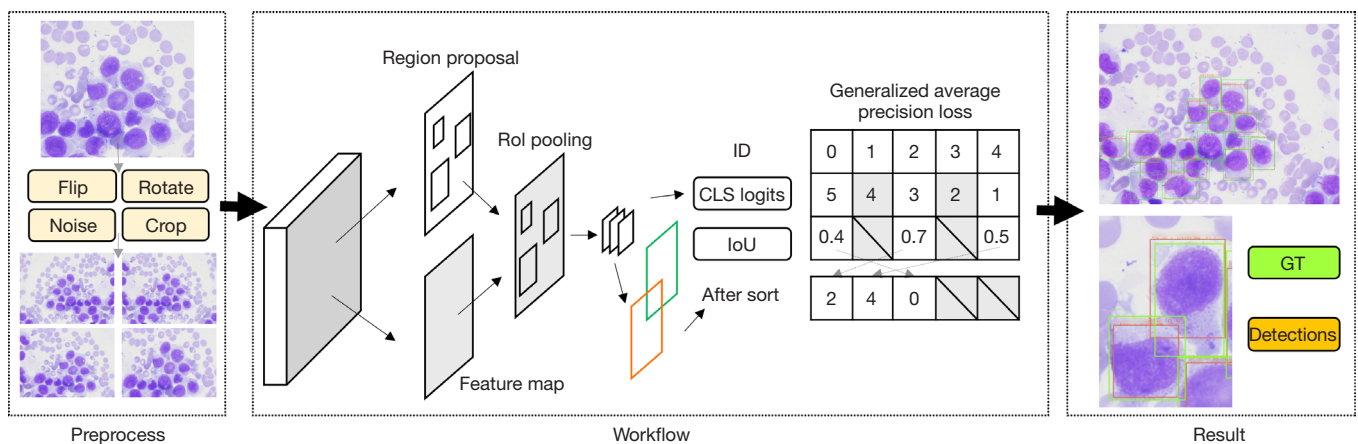 Flip
Rotate
Noise
Crop
Preprocess
Region proposal
RoI pooling
Feature map
Generalized average
precision loss
ID 0 1 2 3 4
CLS logits 5 4 3 2 1
IoU 0.4 0.7 0.5
After sort 2 4 0
Workflow
GT
Detections
Result